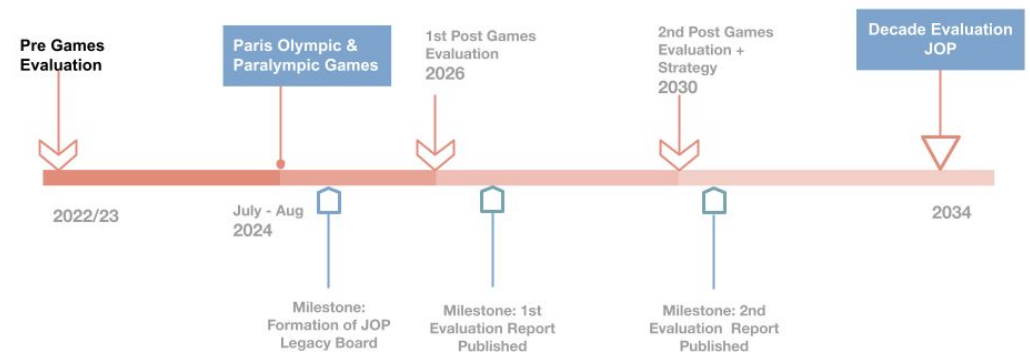 Pre Games
Evaluation
Paris Olympic &
Paralympic Games
1st Post Games
Evaluation
2026
2nd Post Games
Evaluation +
Strategy
2030
Decade Evaluation
JOP
2022/23
July - Aug
2024
2034
Milestone:
Formation of JOP
Legacy Board
Milestone: 1st
Evaluation Report
Published
Milestone: 2nd
Evaluation Report
Published